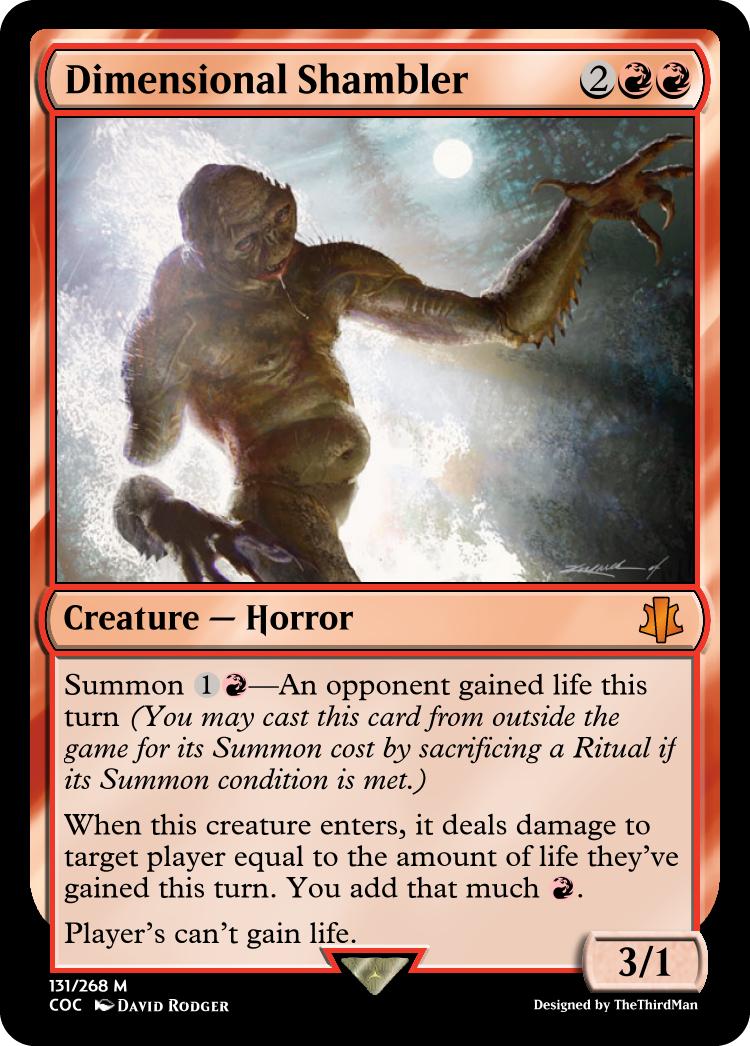 Dimensional Shambler 2
Creature — Horror
Summon 1 —An opponent gained life this
turn (You may cast this card from outside the
game for its Summon cost by sacrificing a Ritual if
its Summon condition is met.)
When this creature enters, it deals damage to
target player equal to the amount of life they've
gained this turn. You add that much .
Player's can't gain life.
3/1
131/268 M
COC David Rodger
Designed by TheThirdMan